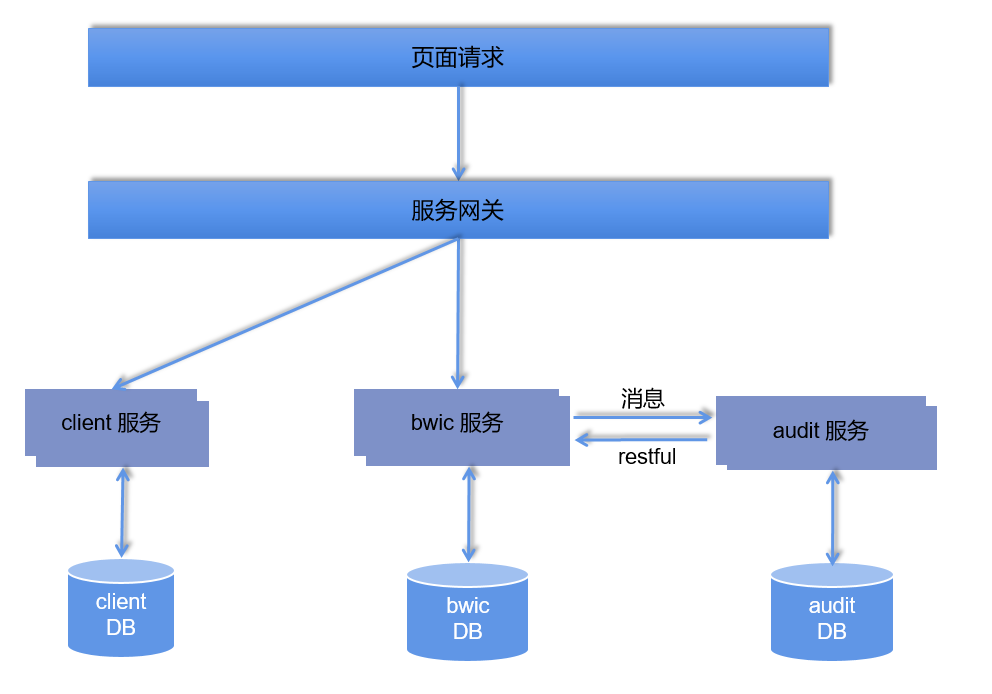 页面请求
服务网关
client 服务
bwic 服务
消息
restful
audit 服务
client
DB
bwic
DB
audit
DB